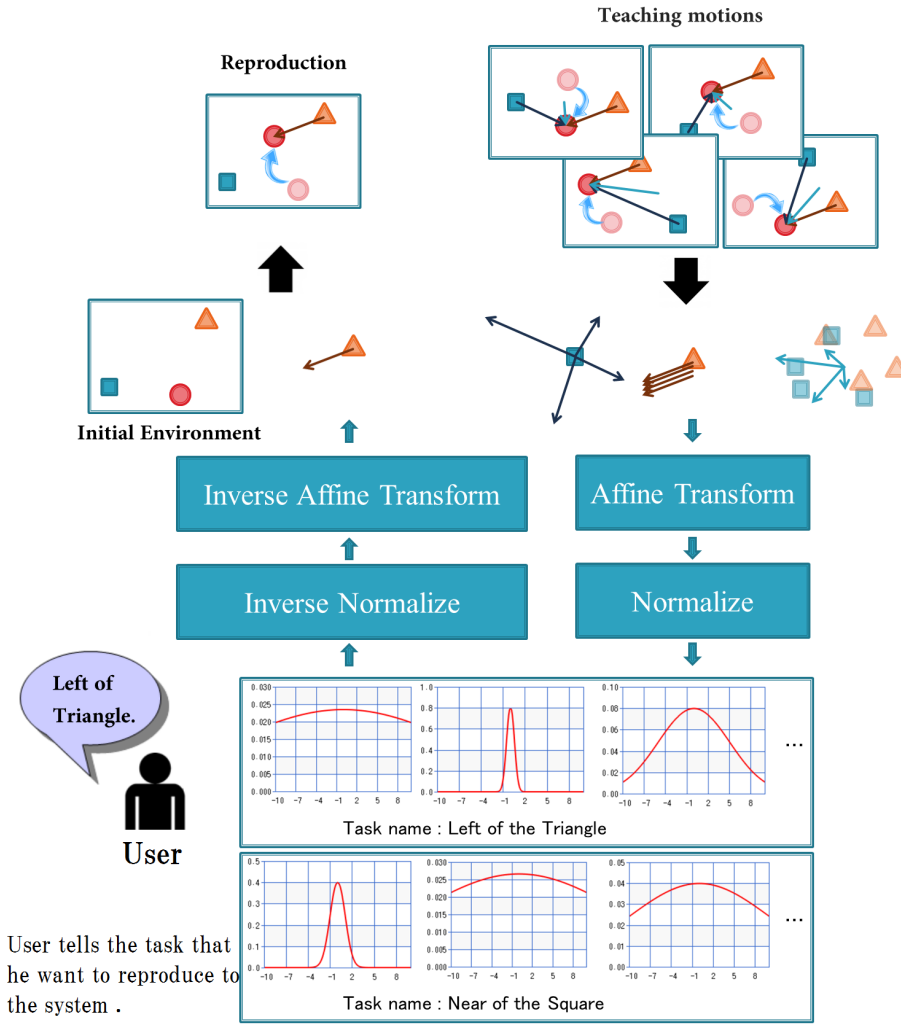 Teaching motions
Reproduction
Initial Environment
Inverse Affine Transform
Affine Transform
Inverse Normalize
Normalize
Left of
Triangle.
User
User tells the task that
he want to reproduce to
the system .
0.030
0.025
0.020
0.015
0.010
0.005
0.000
-10 -7 -4 -1 2 5 8
1.0
0.8
0.6
0.4
0.2
0.0
-10 -7 -4 -1 2 5 8
0.10
0.08
0.06
0.04
0.02
0.00
-10 -7 -4 -1 2 5 8
...
Task name : Left of the Triangle
0.5
0.4
0.3
0.2
0.1
0.0
-10 -7 -4 -1 2 5 8
0.030
0.025
0.020
0.015
0.010
0.005
0.000
-10 -7 -4 -1 2 5 8
0.05
0.04
0.03
0.02
0.01
0.00
-10 -7 -4 -1 2 5 8
...
Task name : Near of the Square